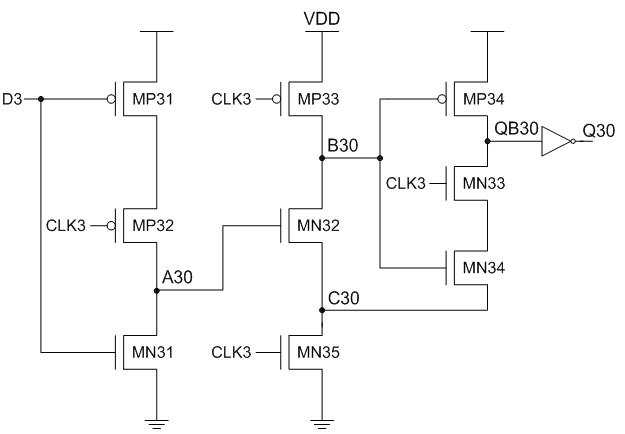 VDD
D3
MP31
CLK3
MP33
MP34
B30
QB30
Q30
CLK3
MN33
CLK3
MP32
MN32
A30
MN34
C30
MN31
CLK3
MN35